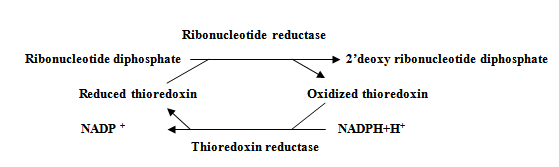 Ribonucleotide reductase
Ribonucleotide diphosphate 2’deoxy ribonucleotide diphosphate
Reduced thioredoxin Oxidized thioredoxin
NADP + NADPH+H+
Thioredoxin reductase